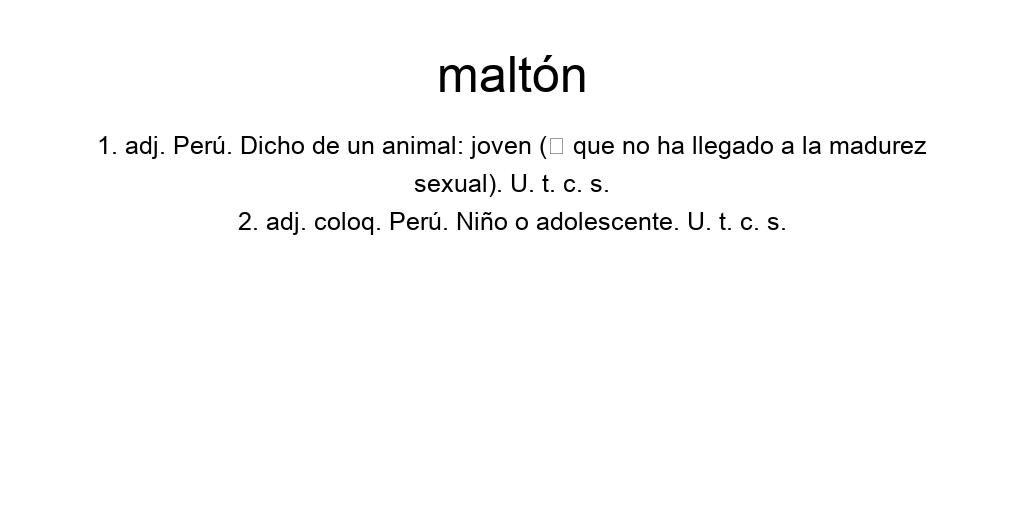 maltón
1. adj. Perú. Dicho de un animal: joven (□ que no ha llegado a la madurez
sexual). U. t. c. s.
2. adj. coloq. Perú. Niño o adolescente. U. t. c. s.